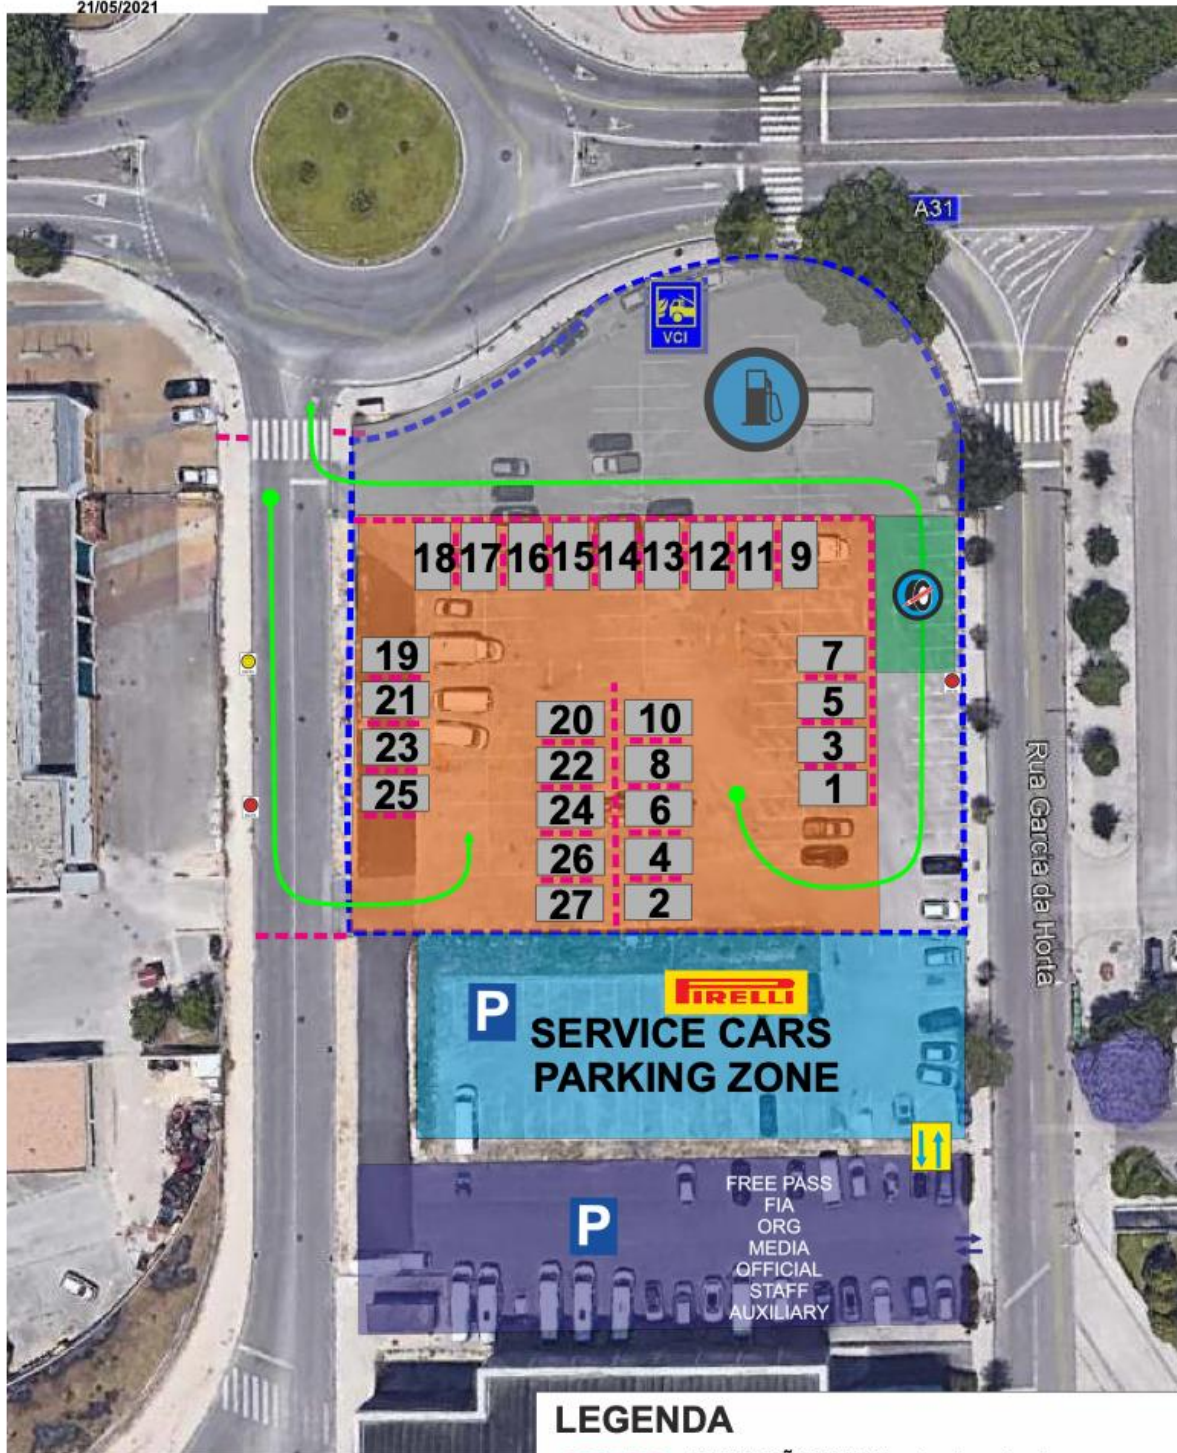 21/05/2021
A31
VCI
18 17 16 15 14 13 12 11 9
19
21
23
25
20
22
24
26
27
10
8
6
4
2
7
5
3
1
Rua Garcia da Horta
P
PIRELLI
SERVICE CARS
PARKING ZONE
P
FREE PASS
FIA
ORG
MEDIA
OFFICIAL
STAFF
AUXILIARY
LEGENDA